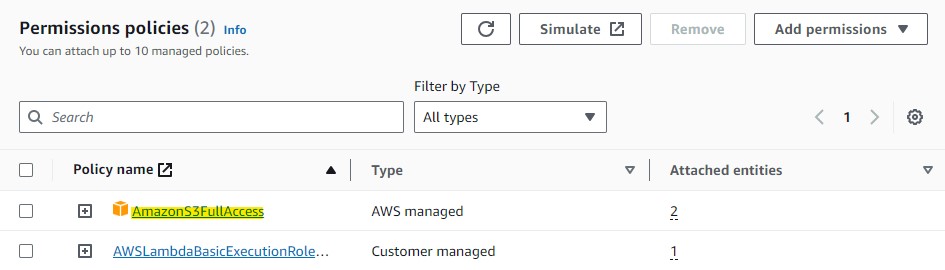 Permissions policies (2) Info
You can attach up to 10 managed policies.
Simulate
Remove
Add permissions
Filter by Type
Search
All types
1
Policy name
Type
Attached entities
AmazonS3FullAccess
AWS managed
2
AWSLambdaBasicExecutionRole...
Customer managed
1